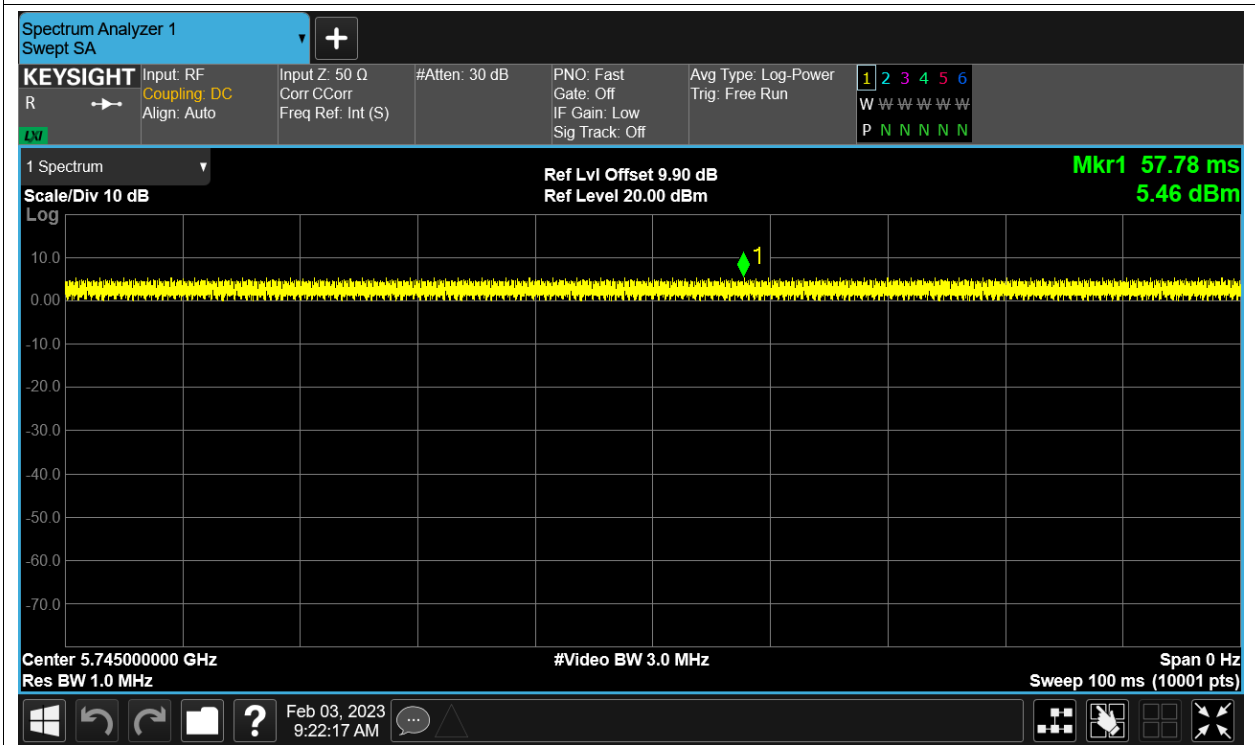 Spectrum Analyzer 1
Swept SA
KEYSIGHT
R
LXI
Input: RF
Coupling: DC
Align: Auto
Input Z: 50 Ω
Corr CCorr
Freq Ref: Int (S)
#Atten: 30 dB
PNO: Fast
Gate: Off
IF Gain: Low
Sig Track: Off
Avg Type: Log-Power
Trig: Free Run
1 2 3 4 5 6
W W W W W W
P N N N N N
1 Spectrum
Scale/Div 10 dB
Ref Lvl Offset 9.90 dB
Ref Level 20.00 dBm
Mkr1 57.78 ms
5.46 dBm
Log
1
10.0
0.00
-10.0
-20.0
-30.0
-40.0
-50.0
-60.0
-70.0
Center 5.745000000 GHz
Res BW 1.0 MHz
#Video BW 3.0 MHz
Span 0 Hz
Sweep 100 ms (10001 pts)
?
Feb 03, 2023
9:22:17 AM